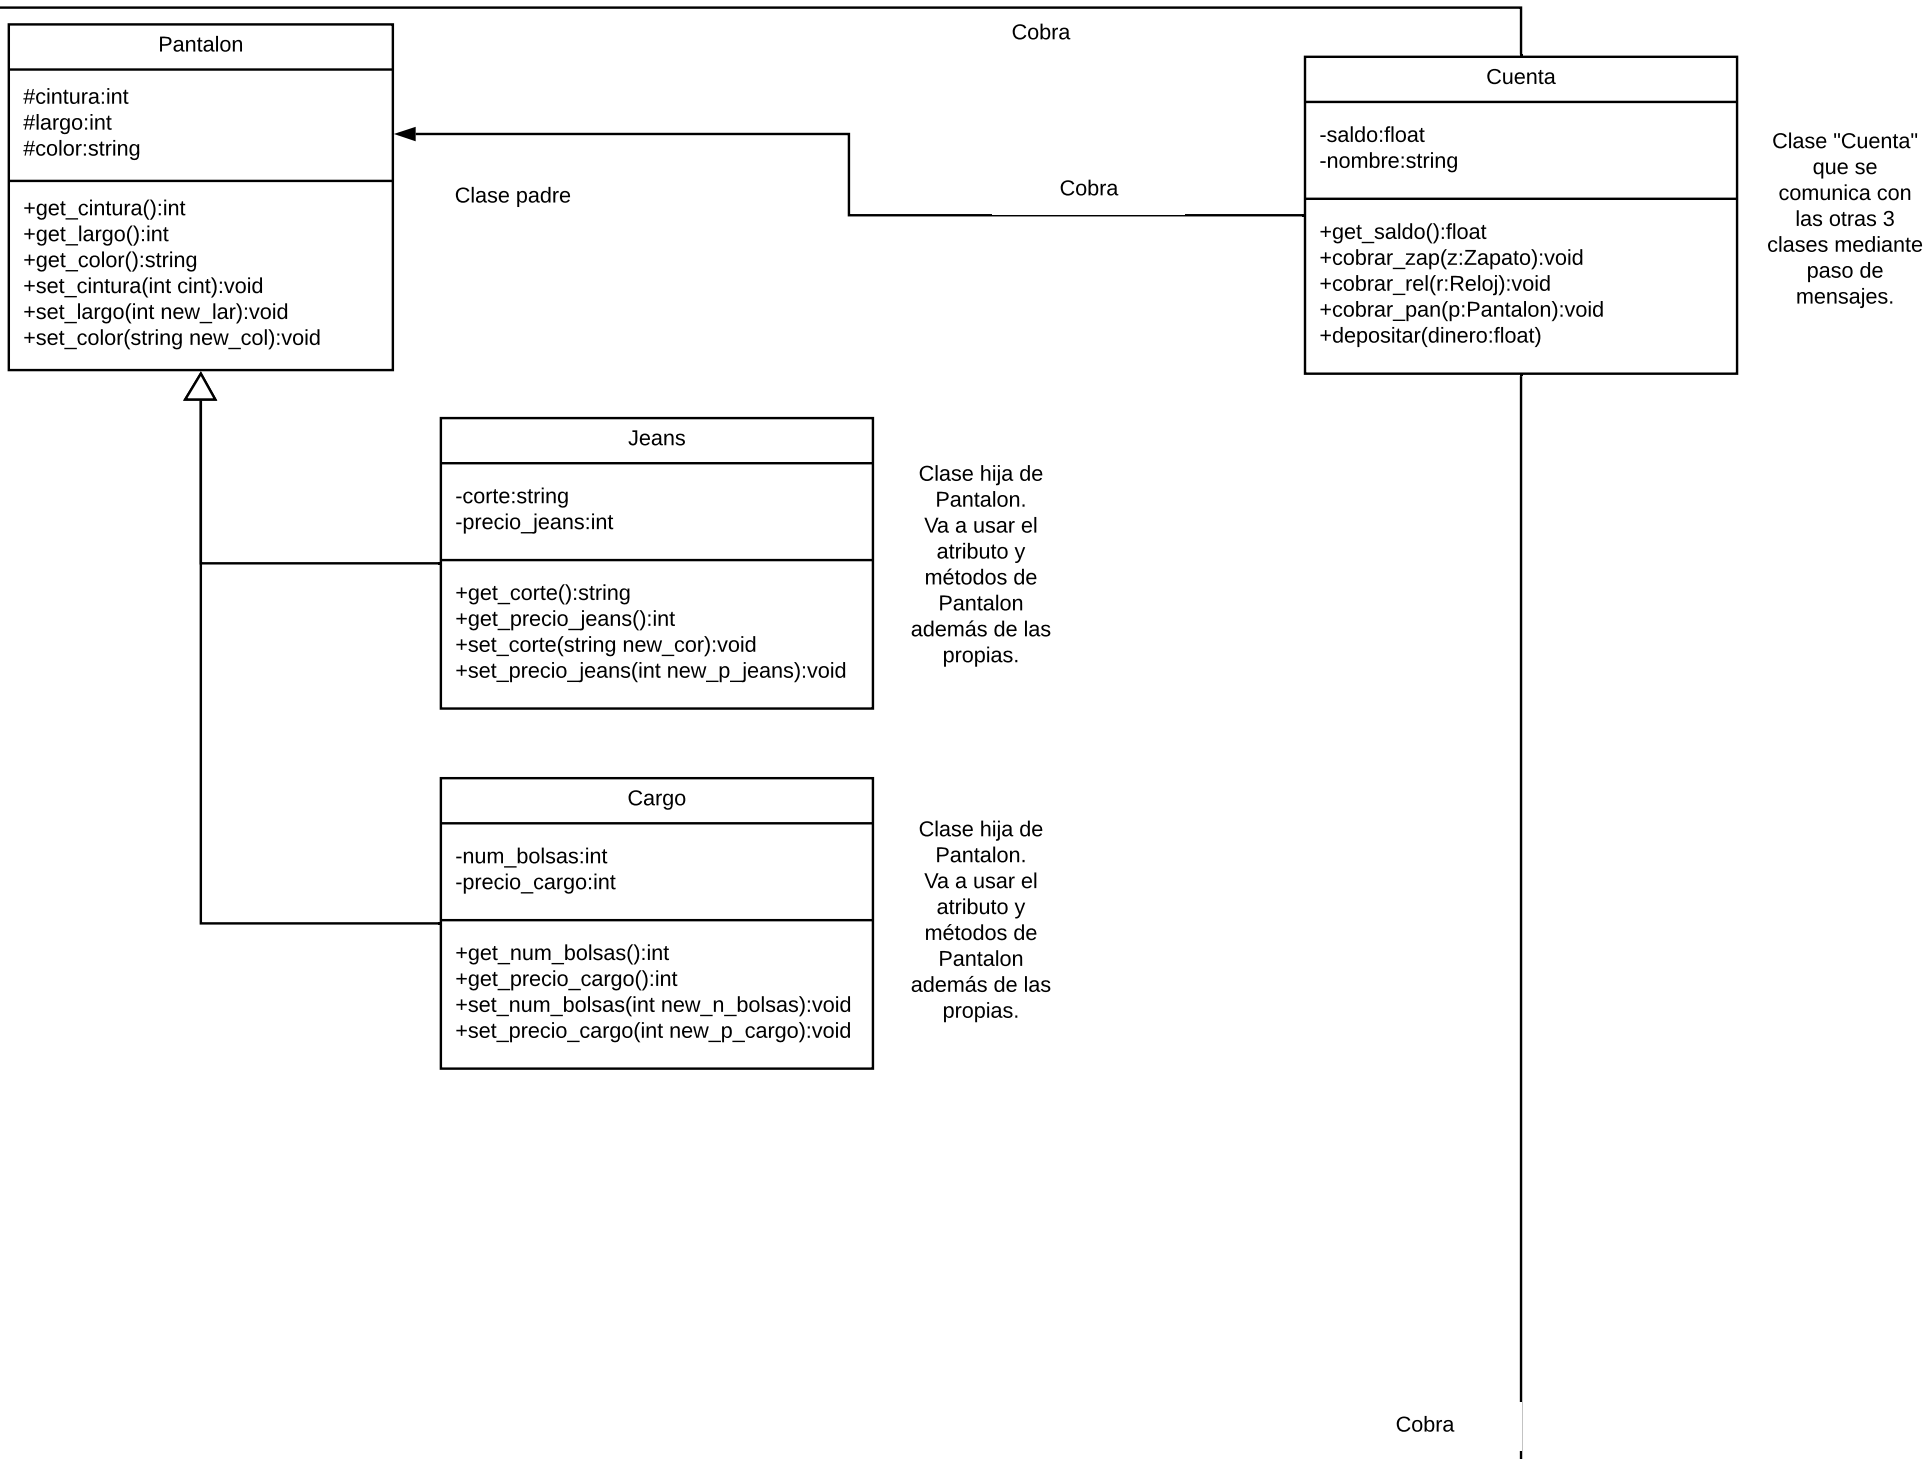 Cobra
Pantalon
#cintura:int
#largo:int
#color:string
+get_cintura():int
+get_largo():int
+get_color():string
+set_cintura(int cint):void
+set_largo(int new_lar):void
+set_color(string new_col):void
Clase padre
Cobra
Cuenta
-saldo:float
-nombre:string
+get_saldo():float
+cobrar_zap(z:Zapato):void
+cobrar_rel(r:Reloj):void
+cobrar_pan(p:Pantalon):void
+depositar(dinero:float)
Clase "Cuenta"
que se
comunica con
las otras 3
clases mediante
paso de
mensajes.
Jeans
-corte:string
-precio_jeans:int
+get_corte():string
+get_precio_jeans():int
+set_corte(string new_cor):void
+set_precio_jeans(int new_p_jeans):void
Clase hija de
Pantalon.
Va a usar el
atributo y
métodos de
Pantalon
además de las
propias.
Cargo
-num_bolsas:int
-precio_cargo:int
+get_num_bolsas():int
+get_precio_cargo():int
+set_num_bolsas(int new_n_bolsas):void
+set_precio_cargo(int new_p_cargo):void
Clase hija de
Pantalon.
Va a usar el
atributo y
métodos de
Pantalon
además de las
propias.
Cobra